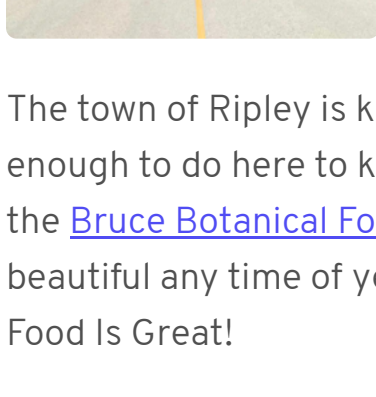 The town of Ripley is k
enough to do here to k
the Bruce Botanical Fo
beautiful any time of y
Food Is Great!